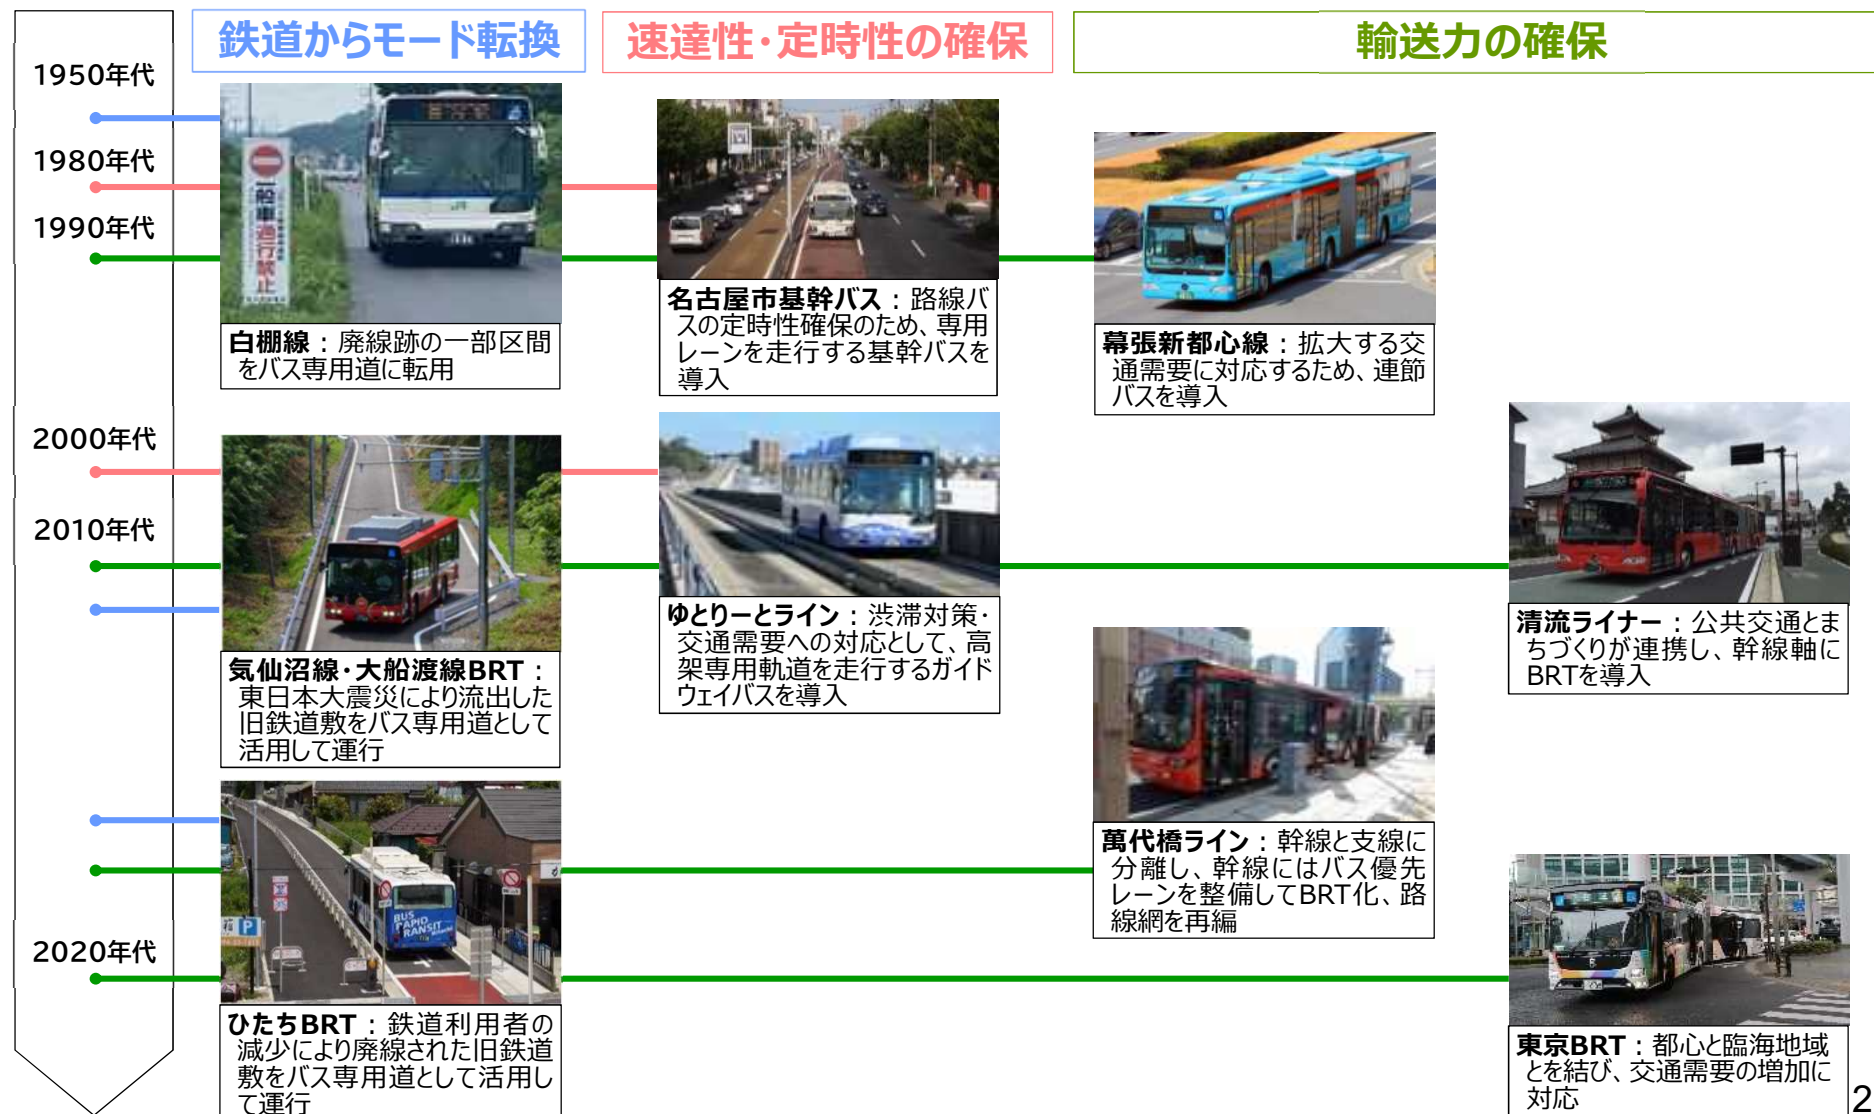 鉄道からモード転換
速達性・定時性の確保
輸送力の確保
1950年代
1980年代
1990年代
2000年代
2010年代
2020年代
一般車通行禁止
JR
白棚線：廃線跡の一部区間
をバス専用道に転用
名古屋市基幹バス：路線バ
スの定時性確保のため、専用
レーンを走行する基幹バスを
導入
幕張新都心線：拡大する交
通需要に対応するため、連節
バスを導入
気仙沼線・大船渡線BRT：
東日本大震災により流出した
旧鉄道敷をバス専用道として
活用して運行
ゆとりーとライン：渋滞対策・
交通需要への対応として、高
架専用軌道を走行するガイド
ウェイバスを導入
清流ライナー：公共交通とま
ちづくりが連携し、幹線軸に
BRTを導入
萬代橋ライン：幹線と支線に
分離し、幹線にはバス優先
レーンを整備してBRT化、路
線網を再編
P
BUS
RAPID
TRANSIT
ひたちBRT：鉄道利用者の
減少により廃線された旧鉄道
敷をバス専用道として活用し
て運行
東京BRT：都心と臨海地域
とを結び、交通需要の増加に
対応
2